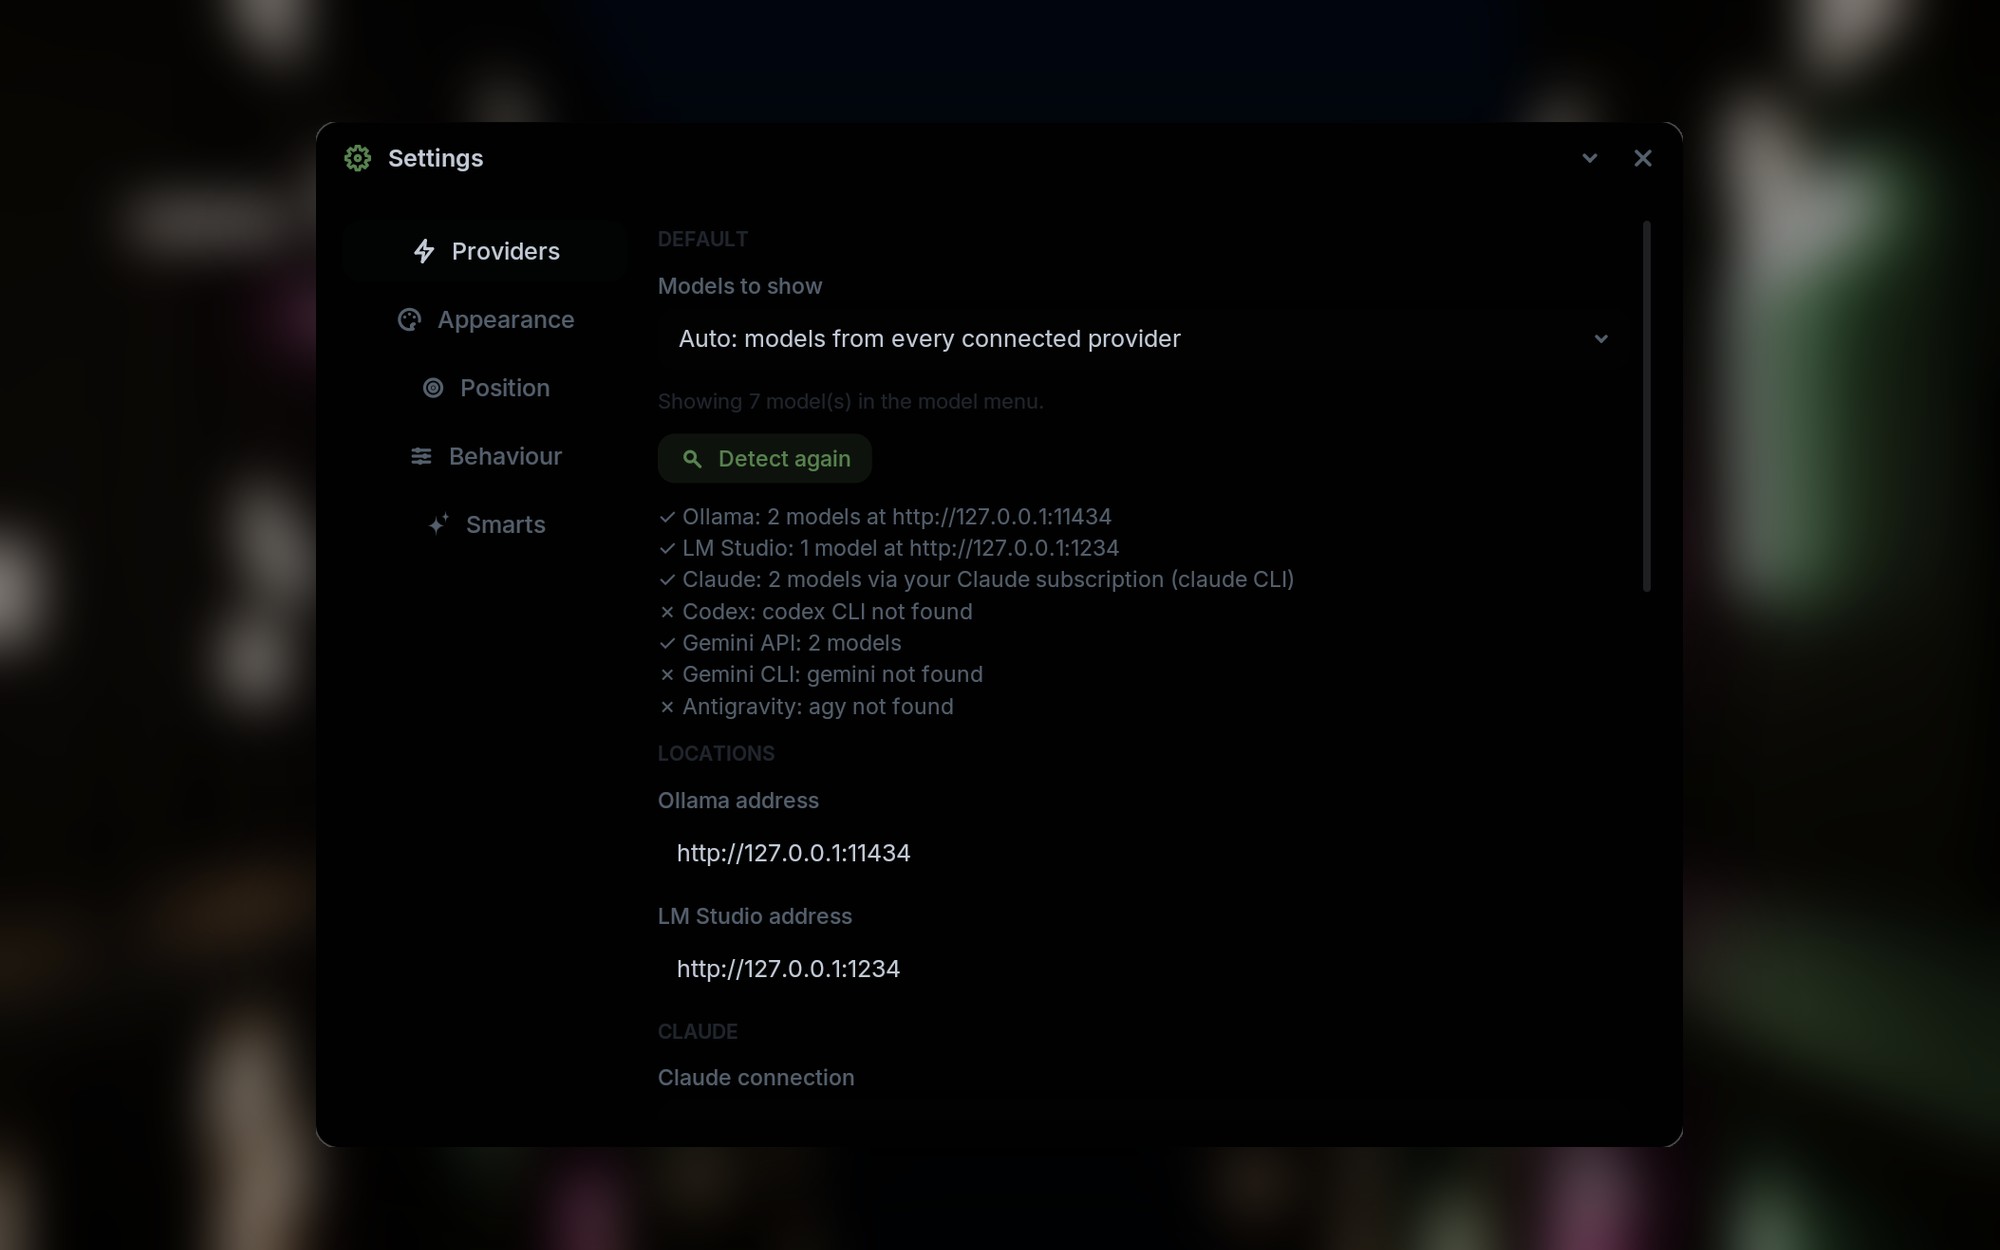 Settings
Providers
Appearance
Position
Behaviour
Smarts
DEFAULT
Models to show
Auto: models from every connected provider
Showing 7 model(s) in the model menu.
Detect again
✓ Ollama: 2 models at http://127.0.0.1:11434
✓ LM Studio: 1 model at http://127.0.0.1:1234
✓ Claude: 2 models via your Claude subscription (claude CLI)
✕ Codex: codex CLI not found
✓ Gemini API: 2 models
✕ Gemini CLI: gemini not found
✕ Antigravity: agy not found
LOCATIONS
Ollama address
http://127.0.0.1:11434
LM Studio address
http://127.0.0.1:1234
CLAUDE
Claude connection